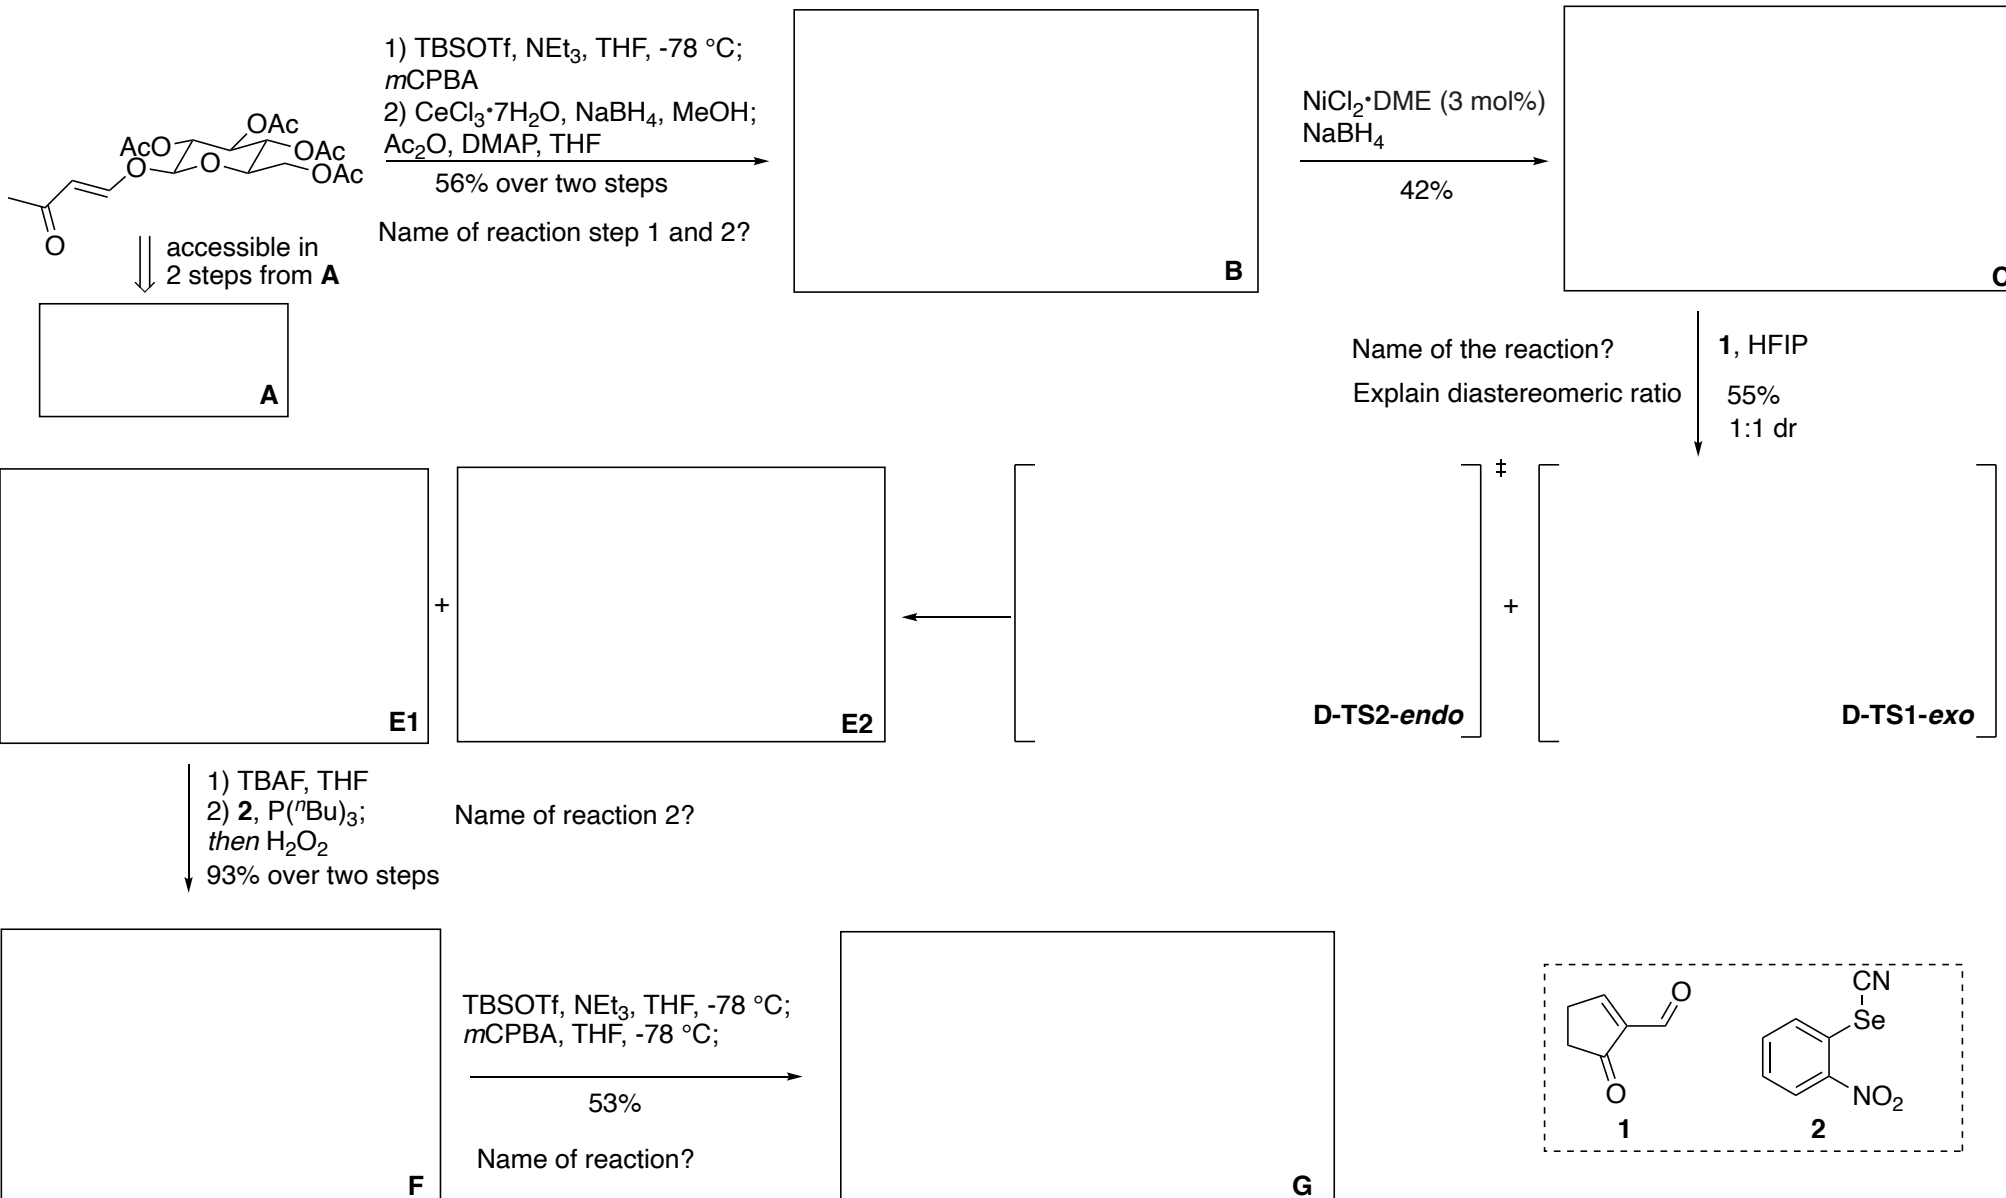 1) TBSOTf, NEt₃, THF, -78 °C;
mCPBA
2) CeCl₃•7H₂O, NaBH₄, MeOH;
Ac₂O, DMAP, THF
56% over two steps
Name of reaction step 1 and 2?
OAc
AcO
OAc
O
O
OAc
O
accessible in
2 steps from A
A
B
NiCl₂•DME (3 mol%)
NaBH₄
42%
C
Name of the reaction?
Explain diastereomeric ratio
1, HFIP
55%
1:1 dr
E1
+
E2
‡
D-TS2-endo
+
D-TS1-exo
1) TBAF, THF
2) 2, P(ⁿBu)₃;
then H₂O₂
93% over two steps
Name of reaction 2?
F
TBSOTf, NEt₃, THF, -78 °C;
mCPBA, THF, -78 °C;
53%
Name of reaction?
G
O
O
1
CN
Se
NO₂
2